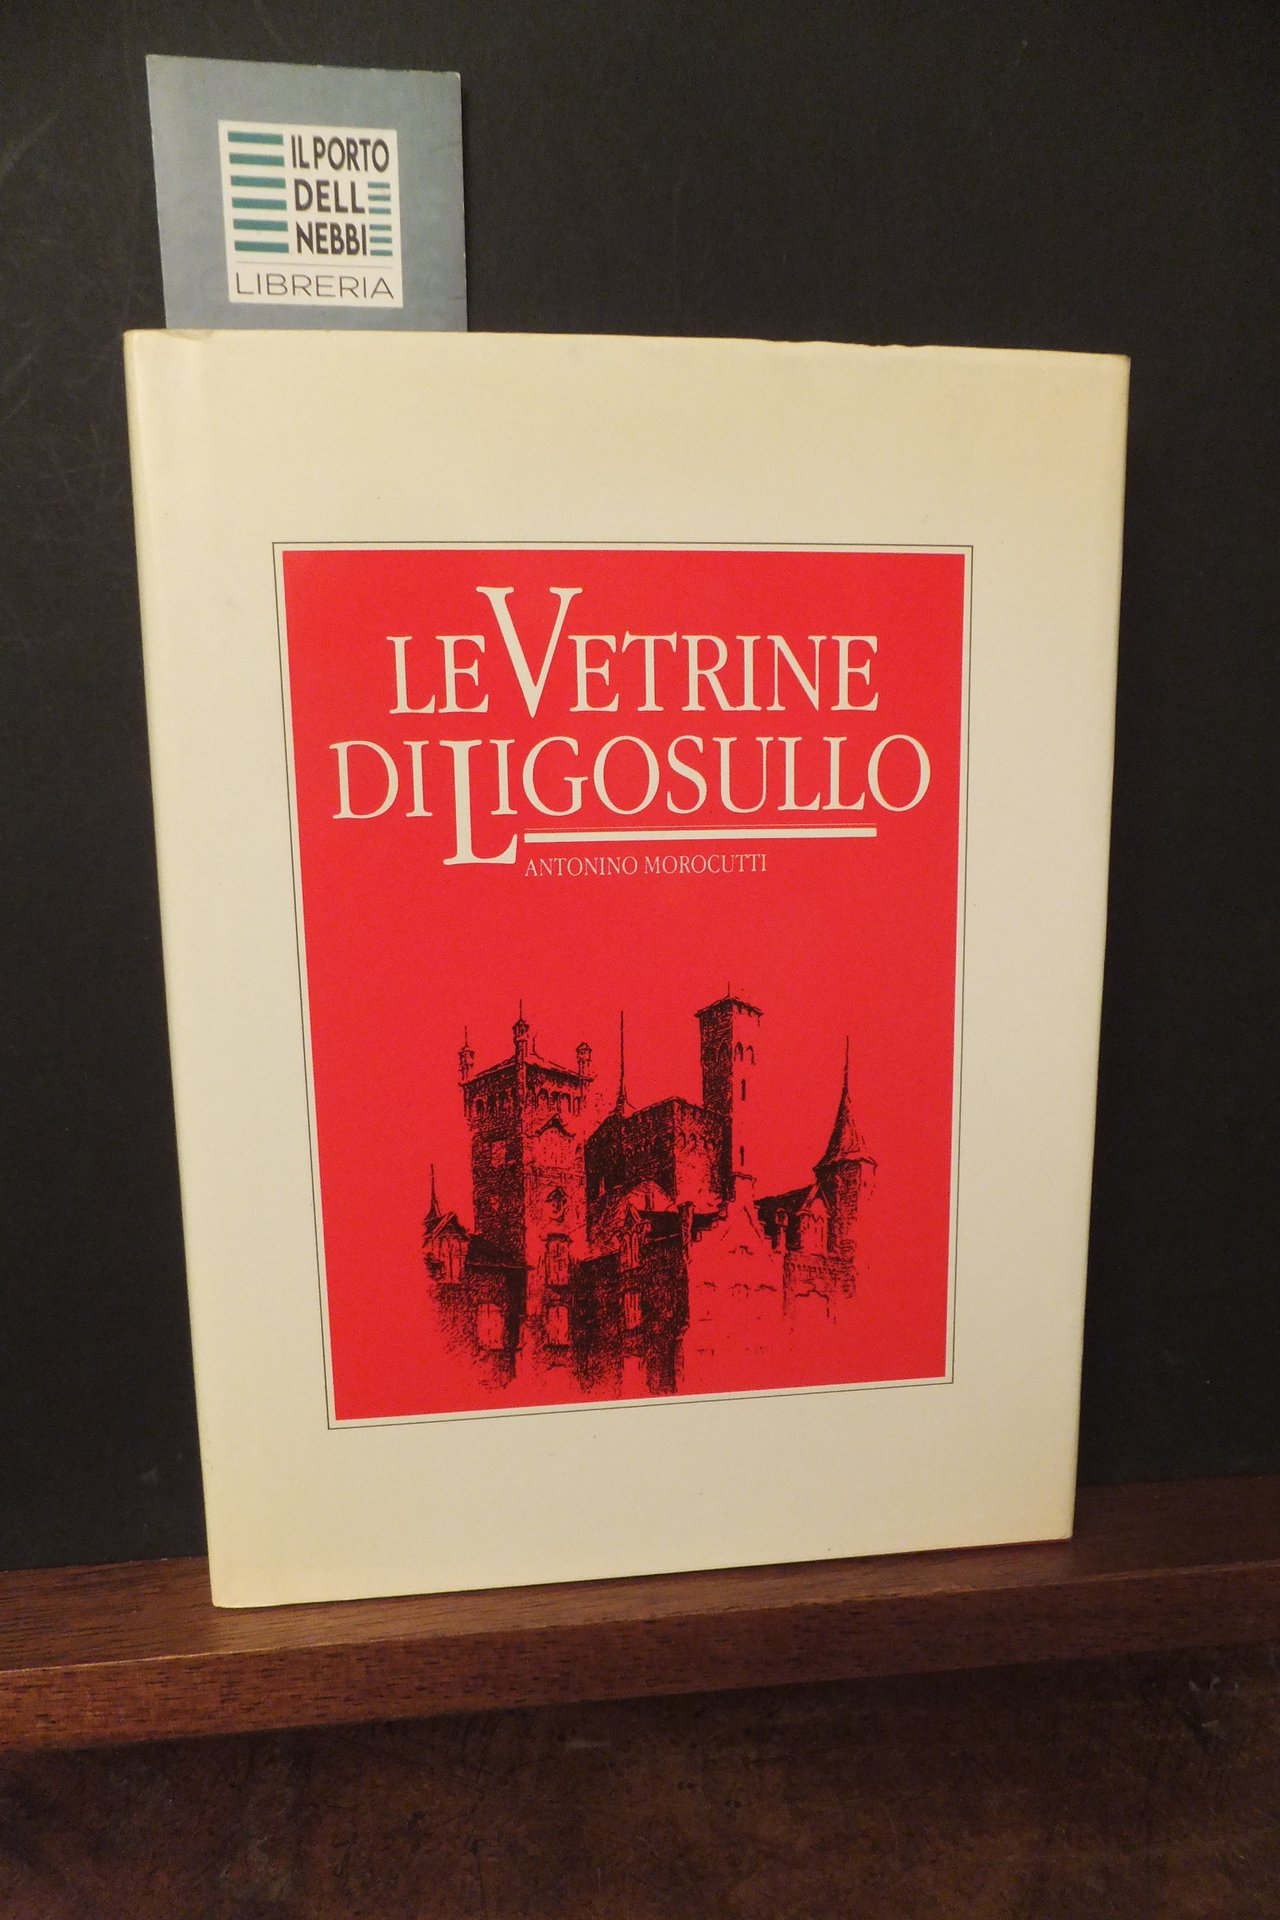 IL PORTO
DELL
NEBBI
LIBRERIA
LE VETRINE
DI LIGOSULLO
ANTONINO MOROCUTTI